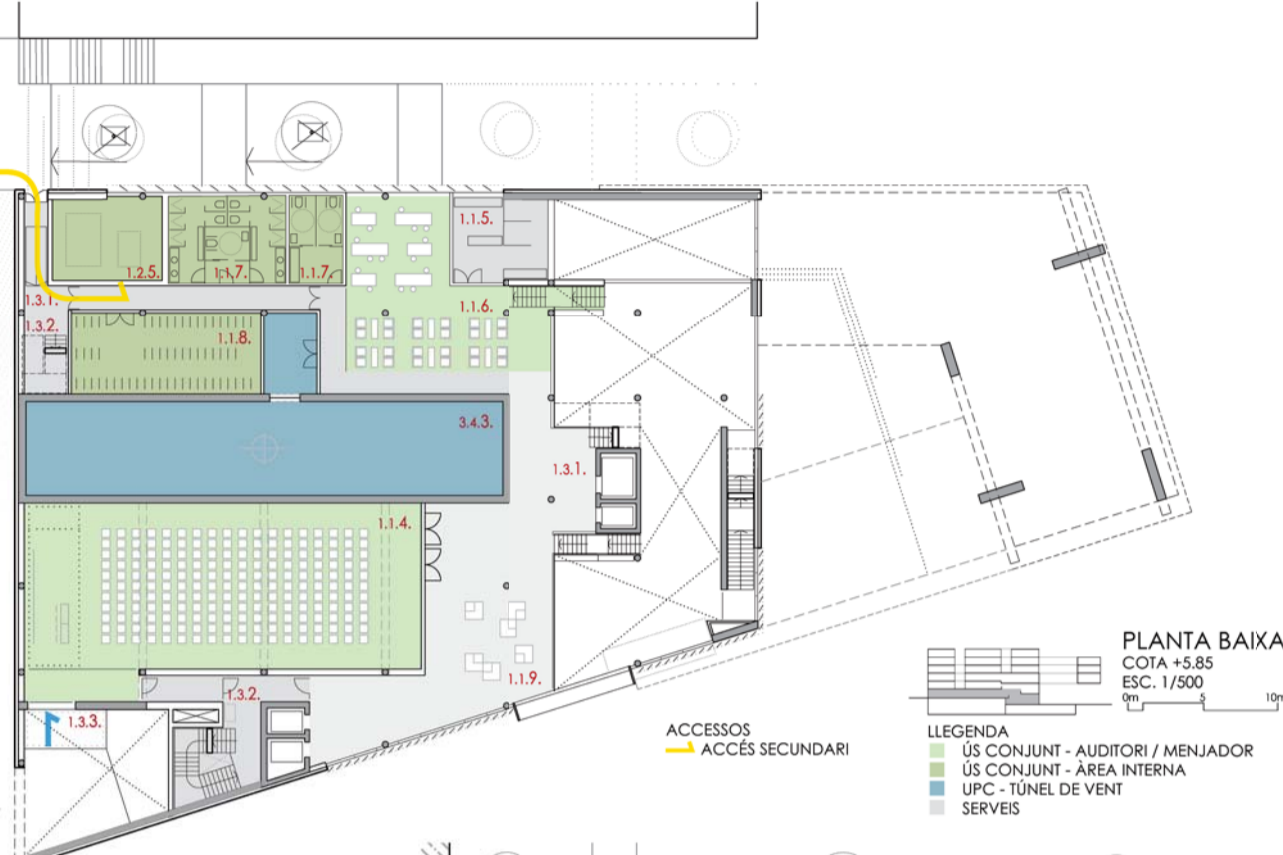 1.1.5.
1.2.5.
1.1.7.
1.1.7.
1.3.1.
1.1.6.
1.3.2.
1.1.8.
3.4.3.
1.3.1.
1.1.4.
1.1.9.
1.3.2.
1.3.3.
ACCESSOS
ACCÉS SECUNDARI
PLANTA BAIXA
COTA +5.85
ESC. 1/500
0m 5 10m
LLEGENDA
ÚS CONJUNT - AUDITORI / MENJADOR
ÚS CONJUNT - ÀREA INTERNA
UPC - TÚNEL DE VENT
SERVEIS